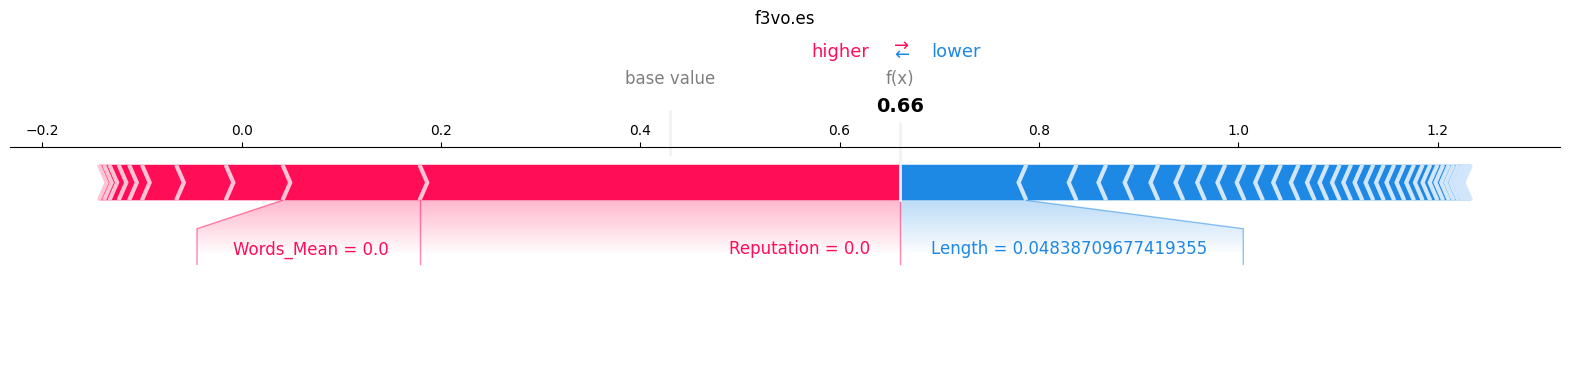 f3vo.es
higher → ← lower
base value f(x)
0.66
−0.2 0.0 0.2 0.4 0.6 0.8 1.0 1.2
Words_Mean = 0.0 Reputation = 0.0 Length = 0.04838709677419355